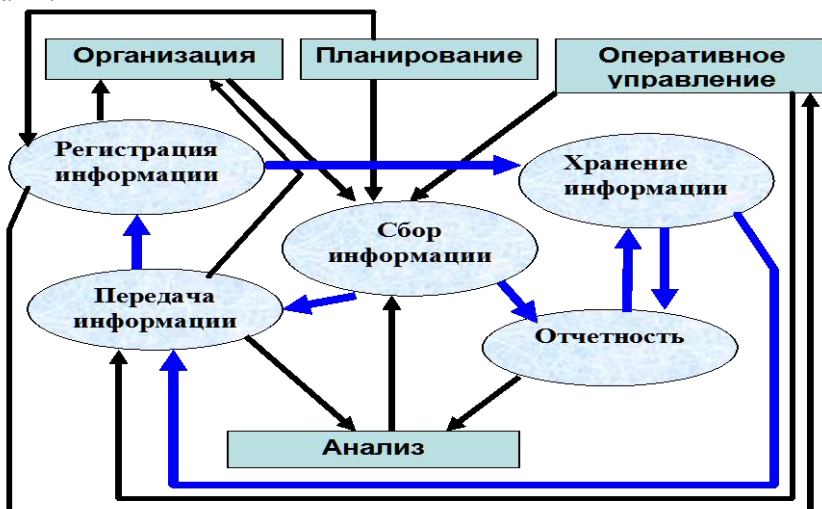 Организация
Планирование
Оперативное
управление
Регистрация
информации
Хранение
информации
Сбор
информации
Передача
информации
Отчетность
Анализ